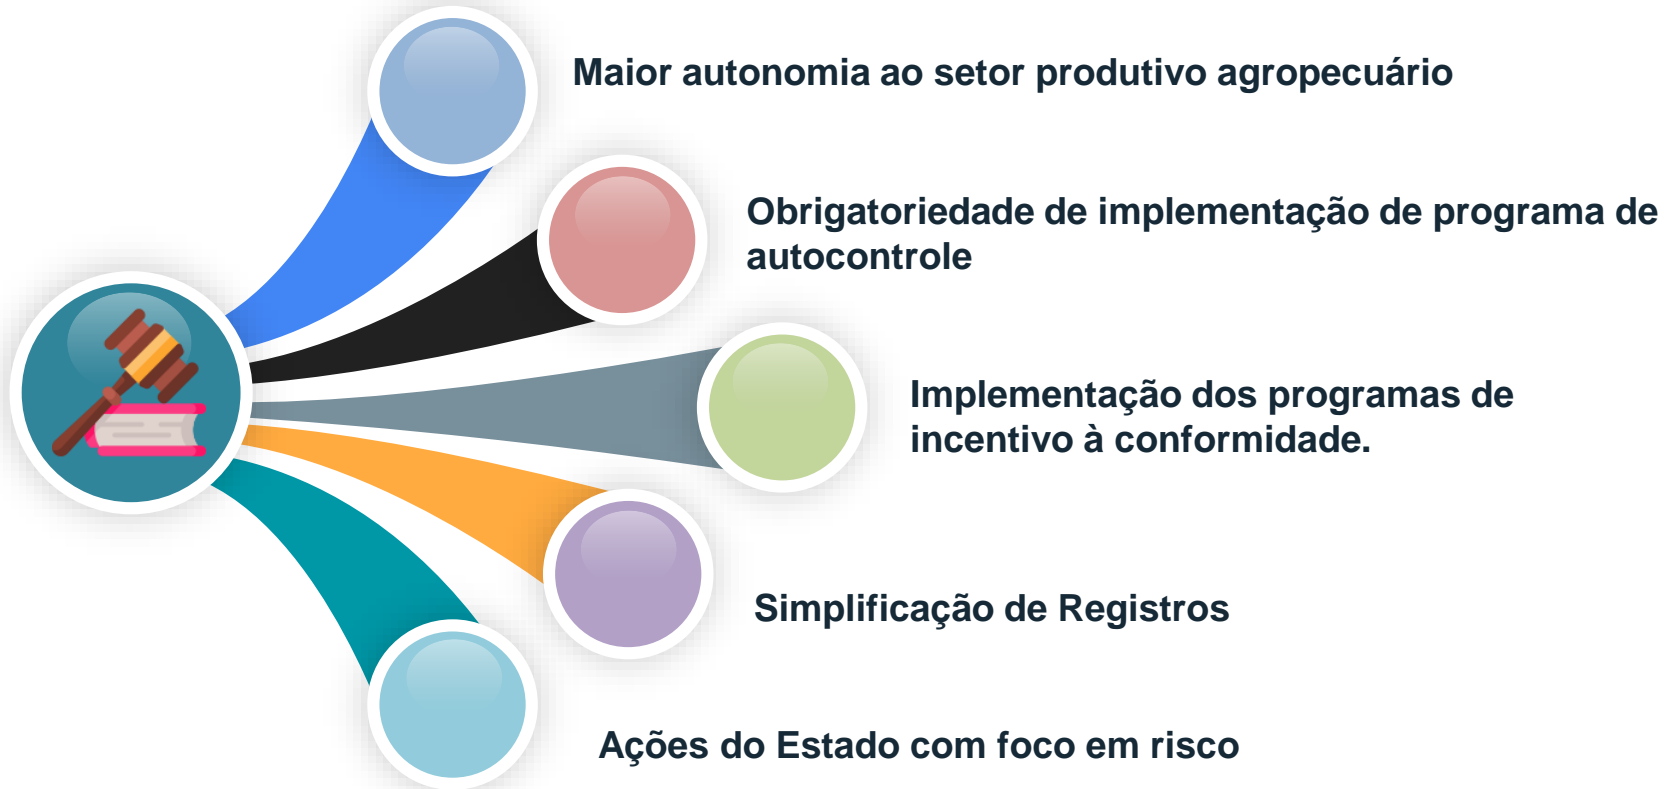 Maior autonomia ao setor produtivo agropecuário
Obrigatoriedade de implementação de programa de
autocontrole
Implementação dos programas de
incentivo à conformidade.
Simplificação de Registros
Ações do Estado com foco em risco